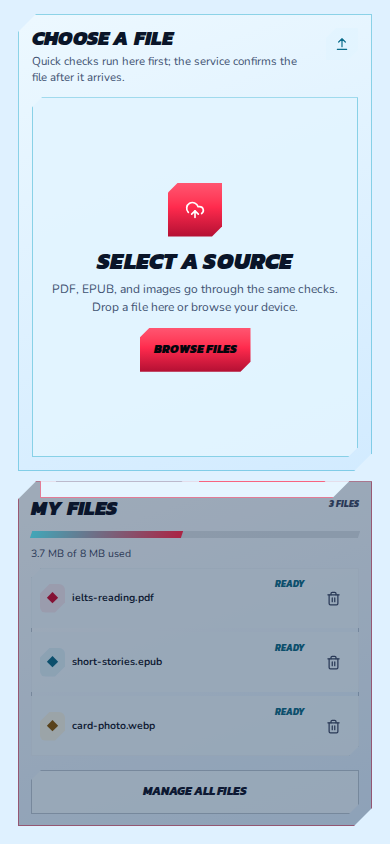 CHOOSE A FILE
Quick checks run here first; the service confirms the
file after it arrives.
SELECT A SOURCE
PDF, EPUB, and images go through the same checks.
Drop a file here or browse your device.
BROWSE FILES
MY FILES
3 FILES
3.7 MB of 8 MB used
READY
ielts-reading.pdf
READY
short-stories.epub
READY
card-photo.webp
MANAGE ALL FILES